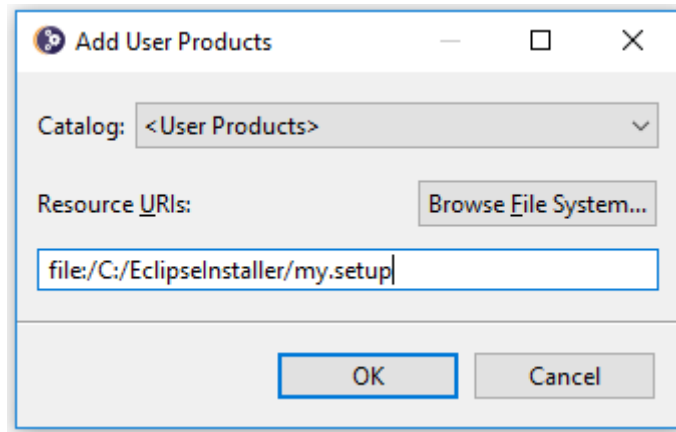 Add User Products
Catalog: <User Products>
Resource URIs: Browse File System...
file:/C:/EclipseInstaller/my.setup
OK Cancel